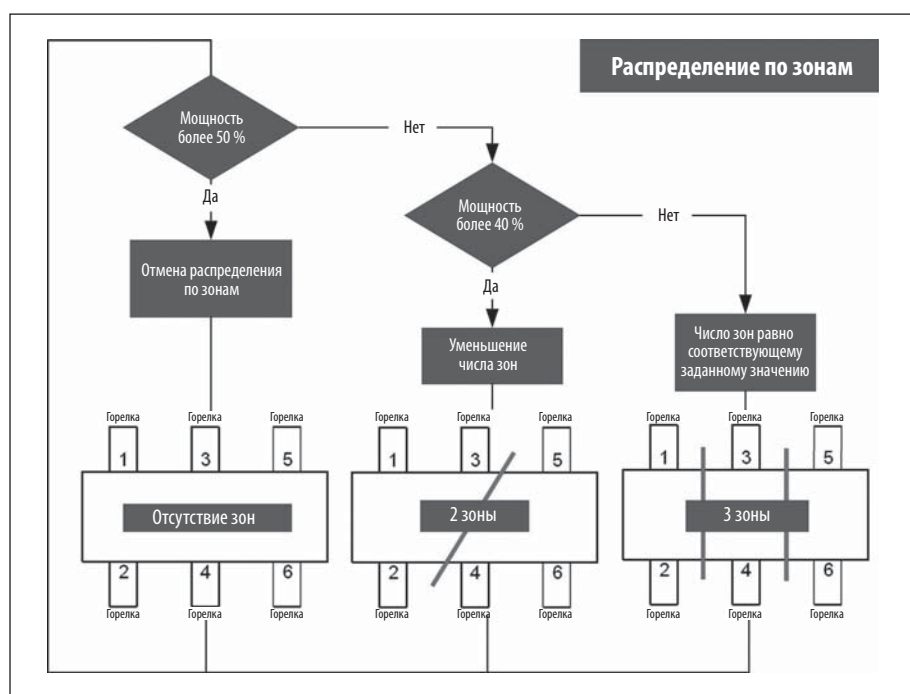 Распределение по зонам
Мощность
более 50 %
Нет
Да
Мощность
более 40 %
Нет
Да
Отмена распределения
по зонам
Уменьшение
числа зон
Число зон равно
соответствующему
заданному значению
Горелка Горелка Горелка
1 3 5
Отсутствие зон
2 4 6
Горелка Горелка Горелка
Горелка Горелка Горелка
1 3 5
2 зоны
2 4 6
Горелка Горелка Горелка
Горелка Горелка Горелка
1 3 5
3 зоны
2 4 6
Горелка Горелка Горелка